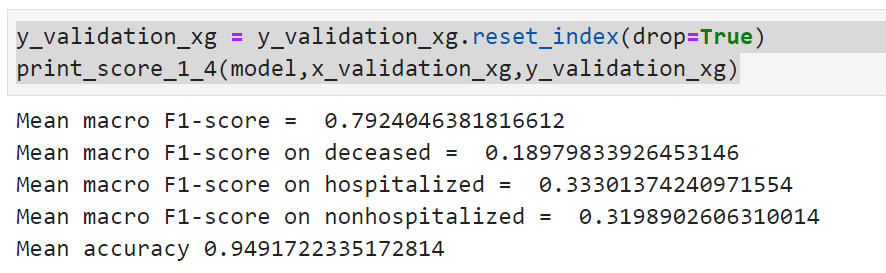 y_validation_xg = y_validation_xg.reset_index(drop=True)
print_score_1_4(model,x_validation_xg,y_validation_xg)
Mean macro F1-score =  0.7924046381816612
Mean macro F1-score on deceased =  0.18979833926453146
Mean macro F1-score on hospitalized =  0.33301374240971554
Mean macro F1-score on nonhospitalized =  0.3198902606310014
Mean accuracy 0.9491722335172814